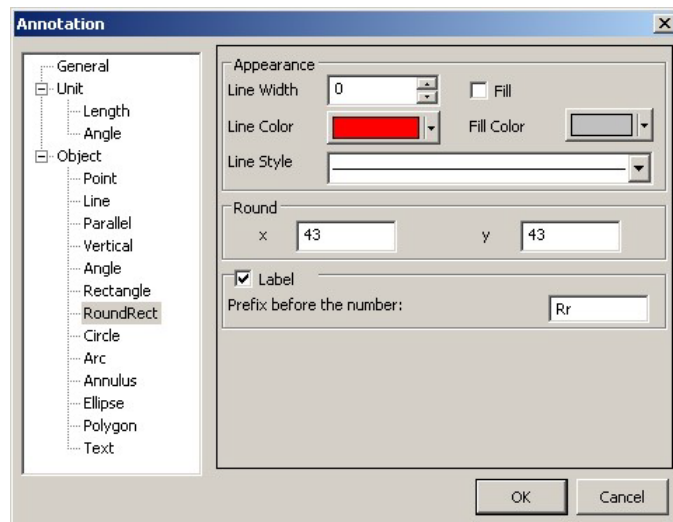 Annotation
General
Unit
Length
Angle
Object
Point
Line
Parallel
Vertical
Angle
Rectangle
RoundRect
Circle
Arc
Annulus
Ellipse
Polygon
Text
Appearance
Line Width 0 Fill
Line Color Fill Color
Line Style
Round
x 43 y 43
Label
Prefix before the number: Rr
OK Cancel